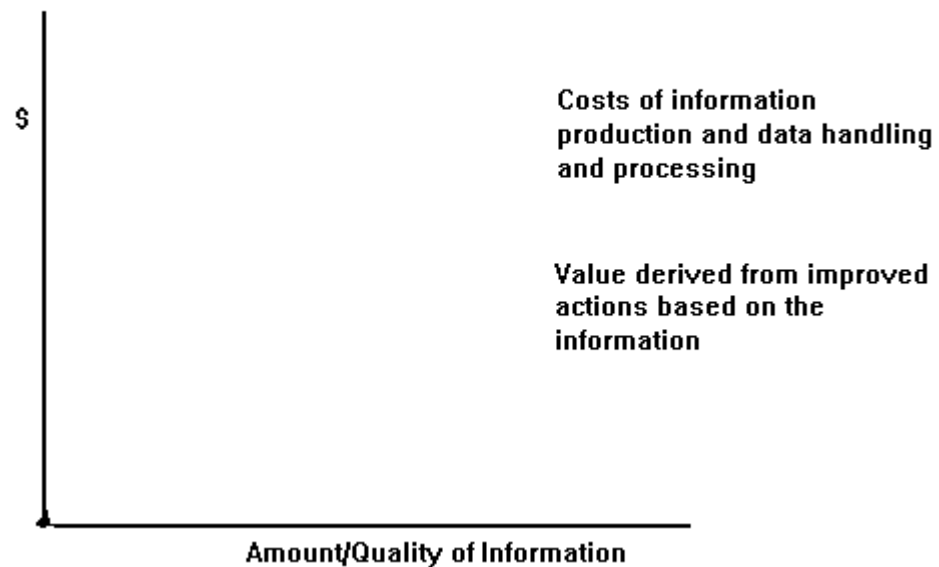 $
Costs of information
production and data handling
and processing
Value derived from improved
actions based on the
information
Amount/Quality of Information